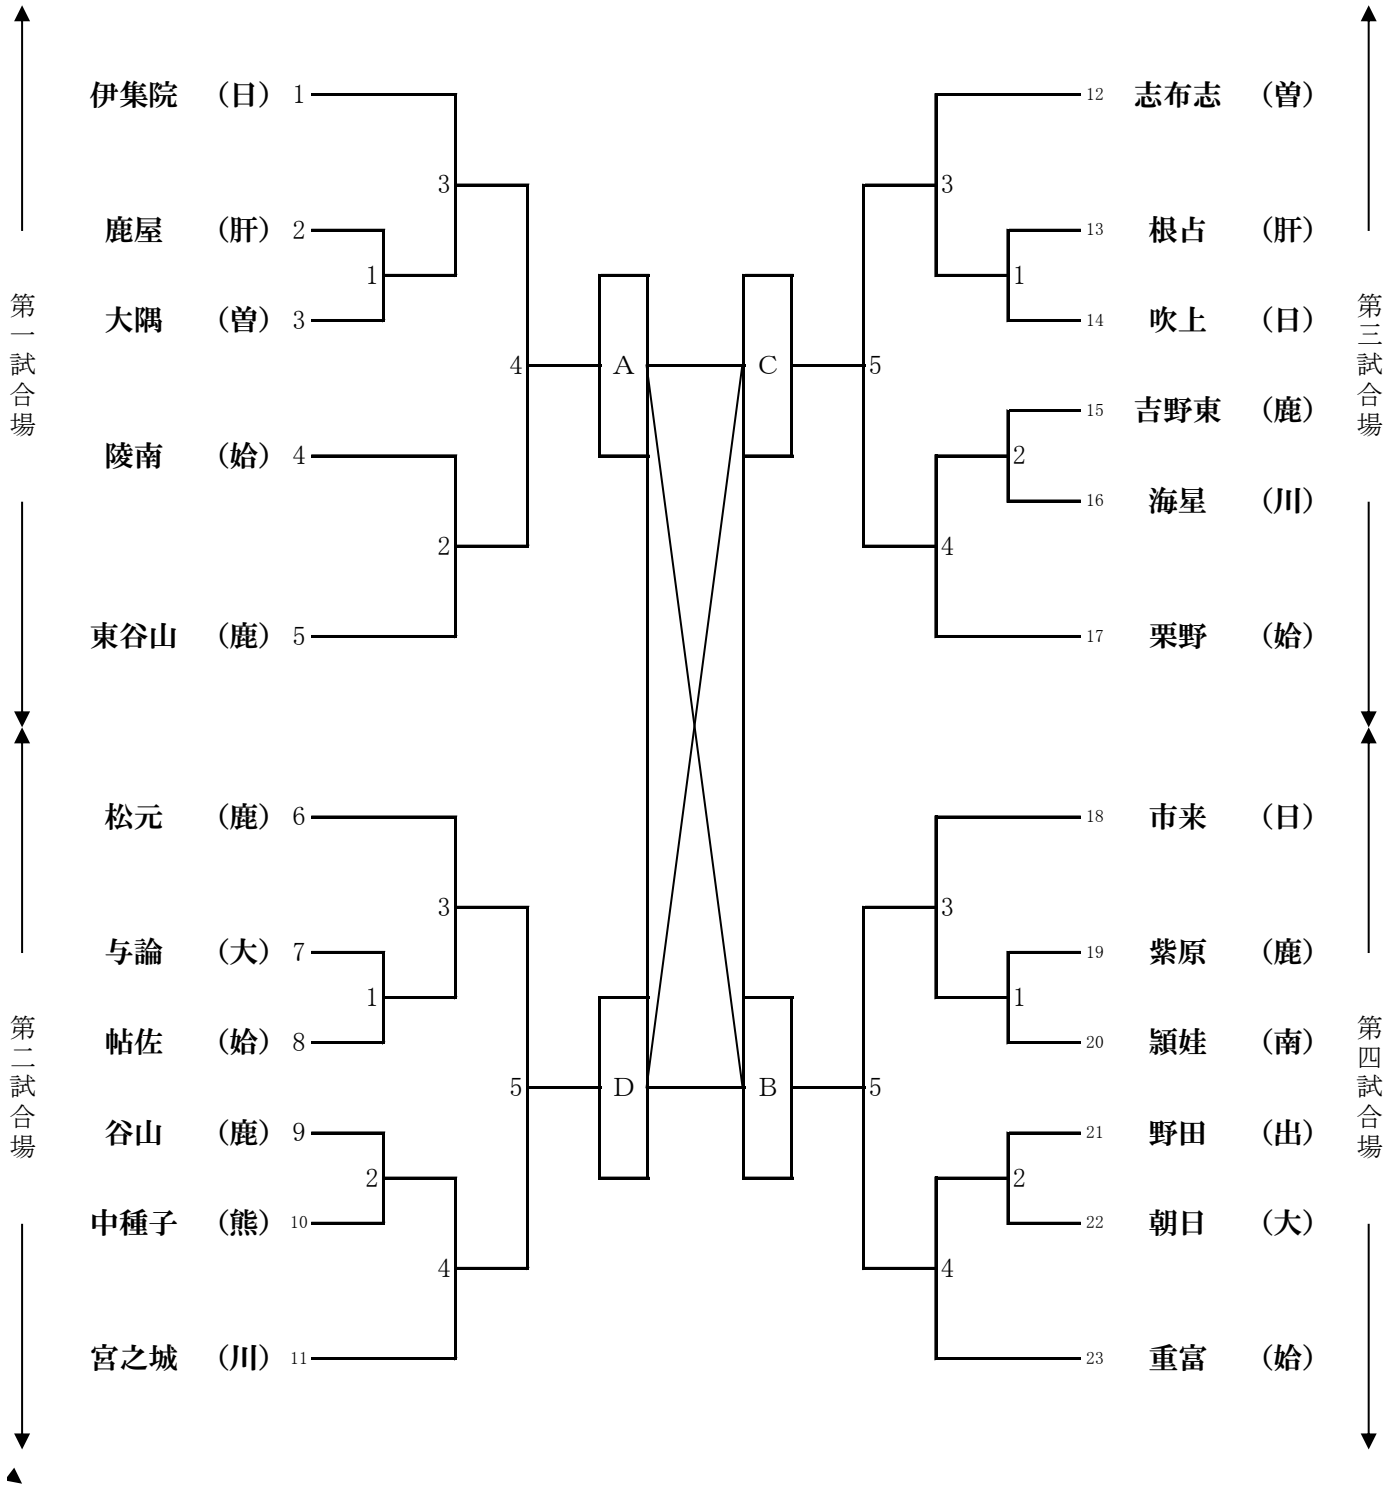 第一試合場
伊集院 （日） 1
鹿屋 （肝） 2
大隅 （曽） 3
陵南 （始） 4
東谷山 （鹿） 5
3
1
4
2
A
第二試合場
松元 （鹿） 6
与論 （大） 7
帖佐 （始） 8
谷山 （鹿） 9
中種子 （熊） 10
宮之城 （川） 11
3
1
5
2
4
D
第三試合場
12 志布志 （曽）
13 根占 （肝）
14 吹上 （日）
15 吉野東 （鹿）
16 海星 （川）
17 栗野 （始）
3
1
C
5
2
4
第四試合場
18 市来 （日）
19 紫原 （鹿）
20 頴娃 （南）
21 野田 （出）
22 朝日 （大）
23 重富 （始）
3
1
B
5
2
4